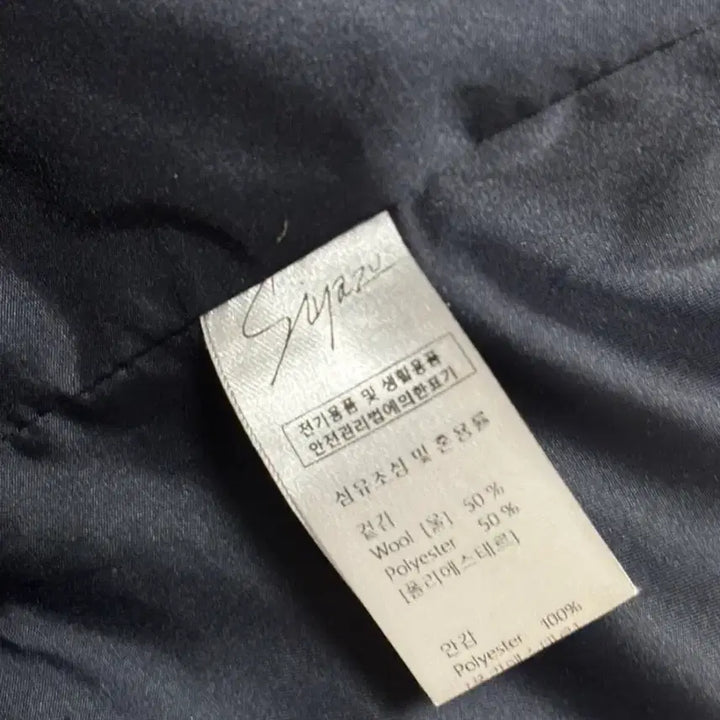 Siyazu
전기용품 및 생활용품
안전관리법에의한표기
섬유조성 및 혼용률
겉감
Wool [울] 50 %
Polyester 50 %
[폴리에스테르]
안감
Polyester 100%